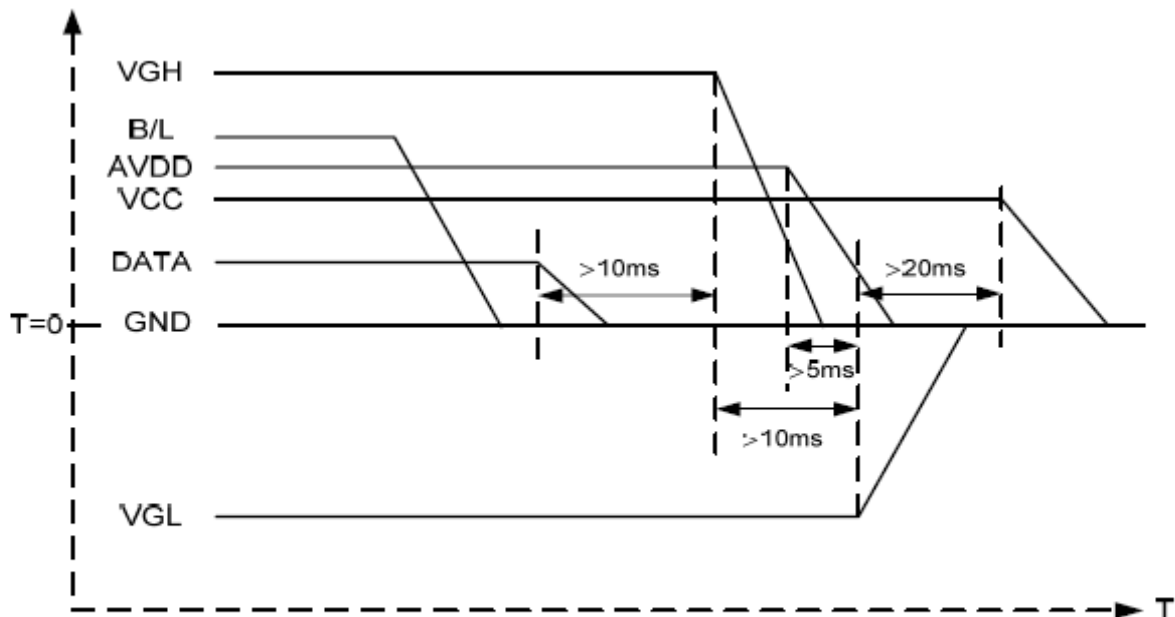 VGH
B/L
AVDD
VCC
DATA
>10ms
>20ms
T=0
GND
>5ms
>10ms
VGL
T